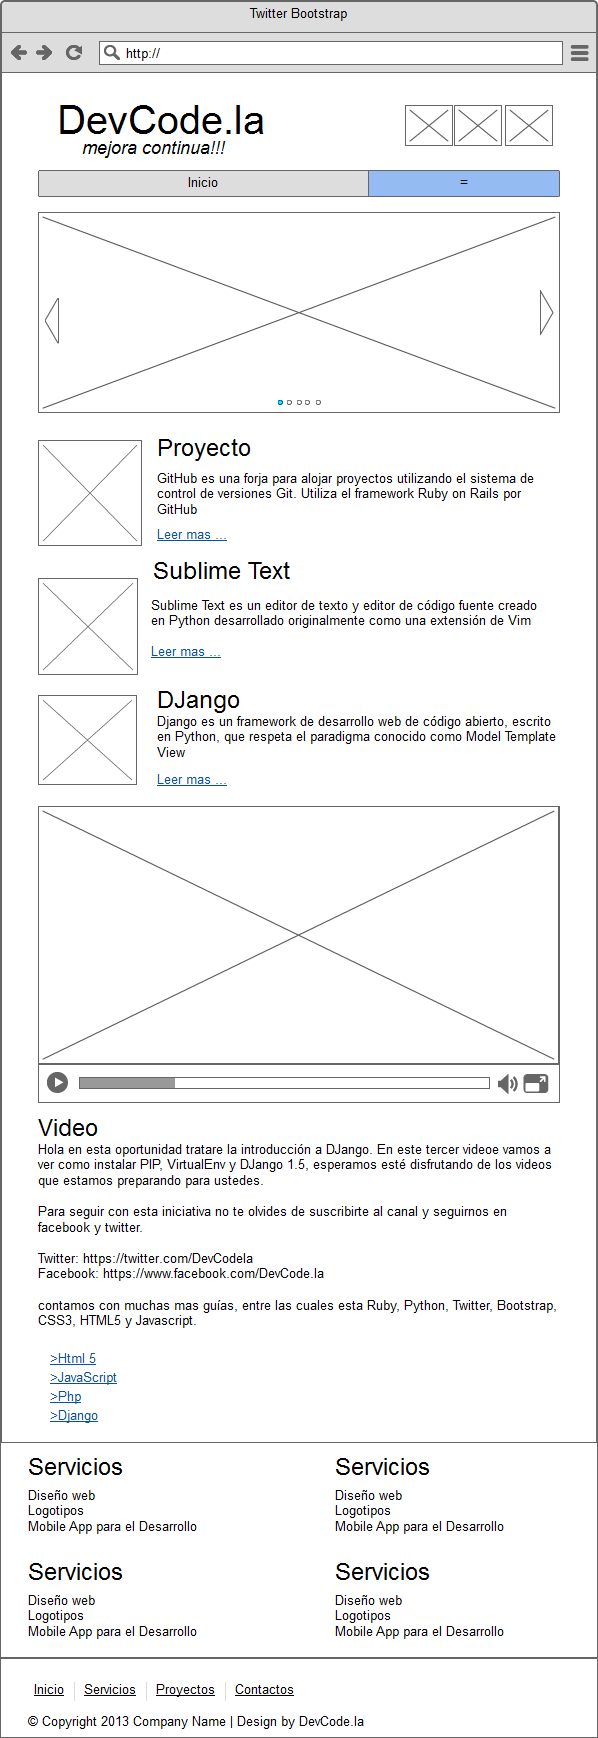 Twitter Bootstrap
http://
DevCode.la
mejora continua!!!
Inicio
=
Proyecto
GitHub es una forja para alojar proyectos utilizando el sistema de
control de versiones Git. Utiliza el framework Ruby on Rails por
GitHub
Leer mas ...
Sublime Text
Sublime Text es un editor de texto y editor de código fuente creado
en Python desarrollado originalmente como una extensión de Vim
Leer mas ...
DJango
Django es un framework de desarrollo web de código abierto, escrito
en Python, que respeta el paradigma conocido como Model Template
View
Leer mas ...
Video
Hola en esta oportunidad tratare la introducción a DJango. En este tercer videoe vamos a
ver como instalar PIP, VirtualEnv y DJango 1.5, esperamos esté disfrutando de los videos
que estamos preparando para ustedes.
Para seguir con esta iniciativa no te olvides de suscribirte al canal y seguirnos en
facebook y twitter.
Twitter: https://twitter.com/DevCodela
Facebook: https://www.facebook.com/DevCode.la
contamos con muchas mas guías, entre las cuales esta Ruby, Python, Twitter, Bootstrap,
CSS3, HTML5 y Javascript.
>Html 5
>JavaScript
>Php
>Django
Servicios
Diseño web
Logotipos
Mobile App para el Desarrollo
Servicios
Diseño web
Logotipos
Mobile App para el Desarrollo
Servicios
Diseño web
Logotipos
Mobile App para el Desarrollo
Servicios
Diseño web
Logotipos
Mobile App para el Desarrollo
Inicio Servicios Proyectos Contactos
© Copyright 2013 Company Name | Design by DevCode.la